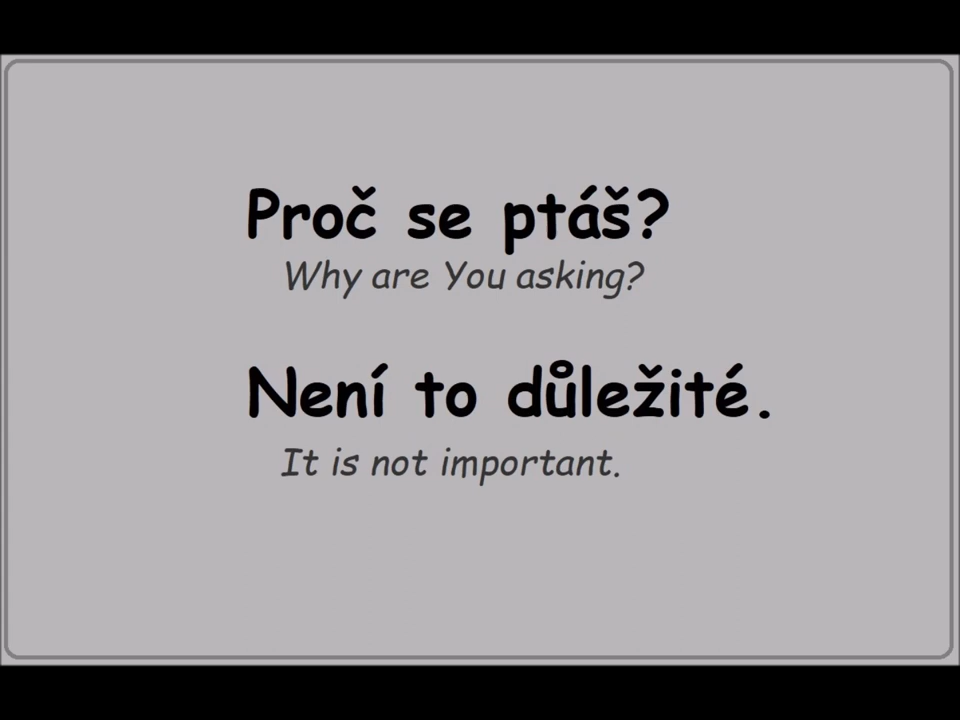 Proč se ptáš?
Why are You asking?
Není to důležité.
It is not important.